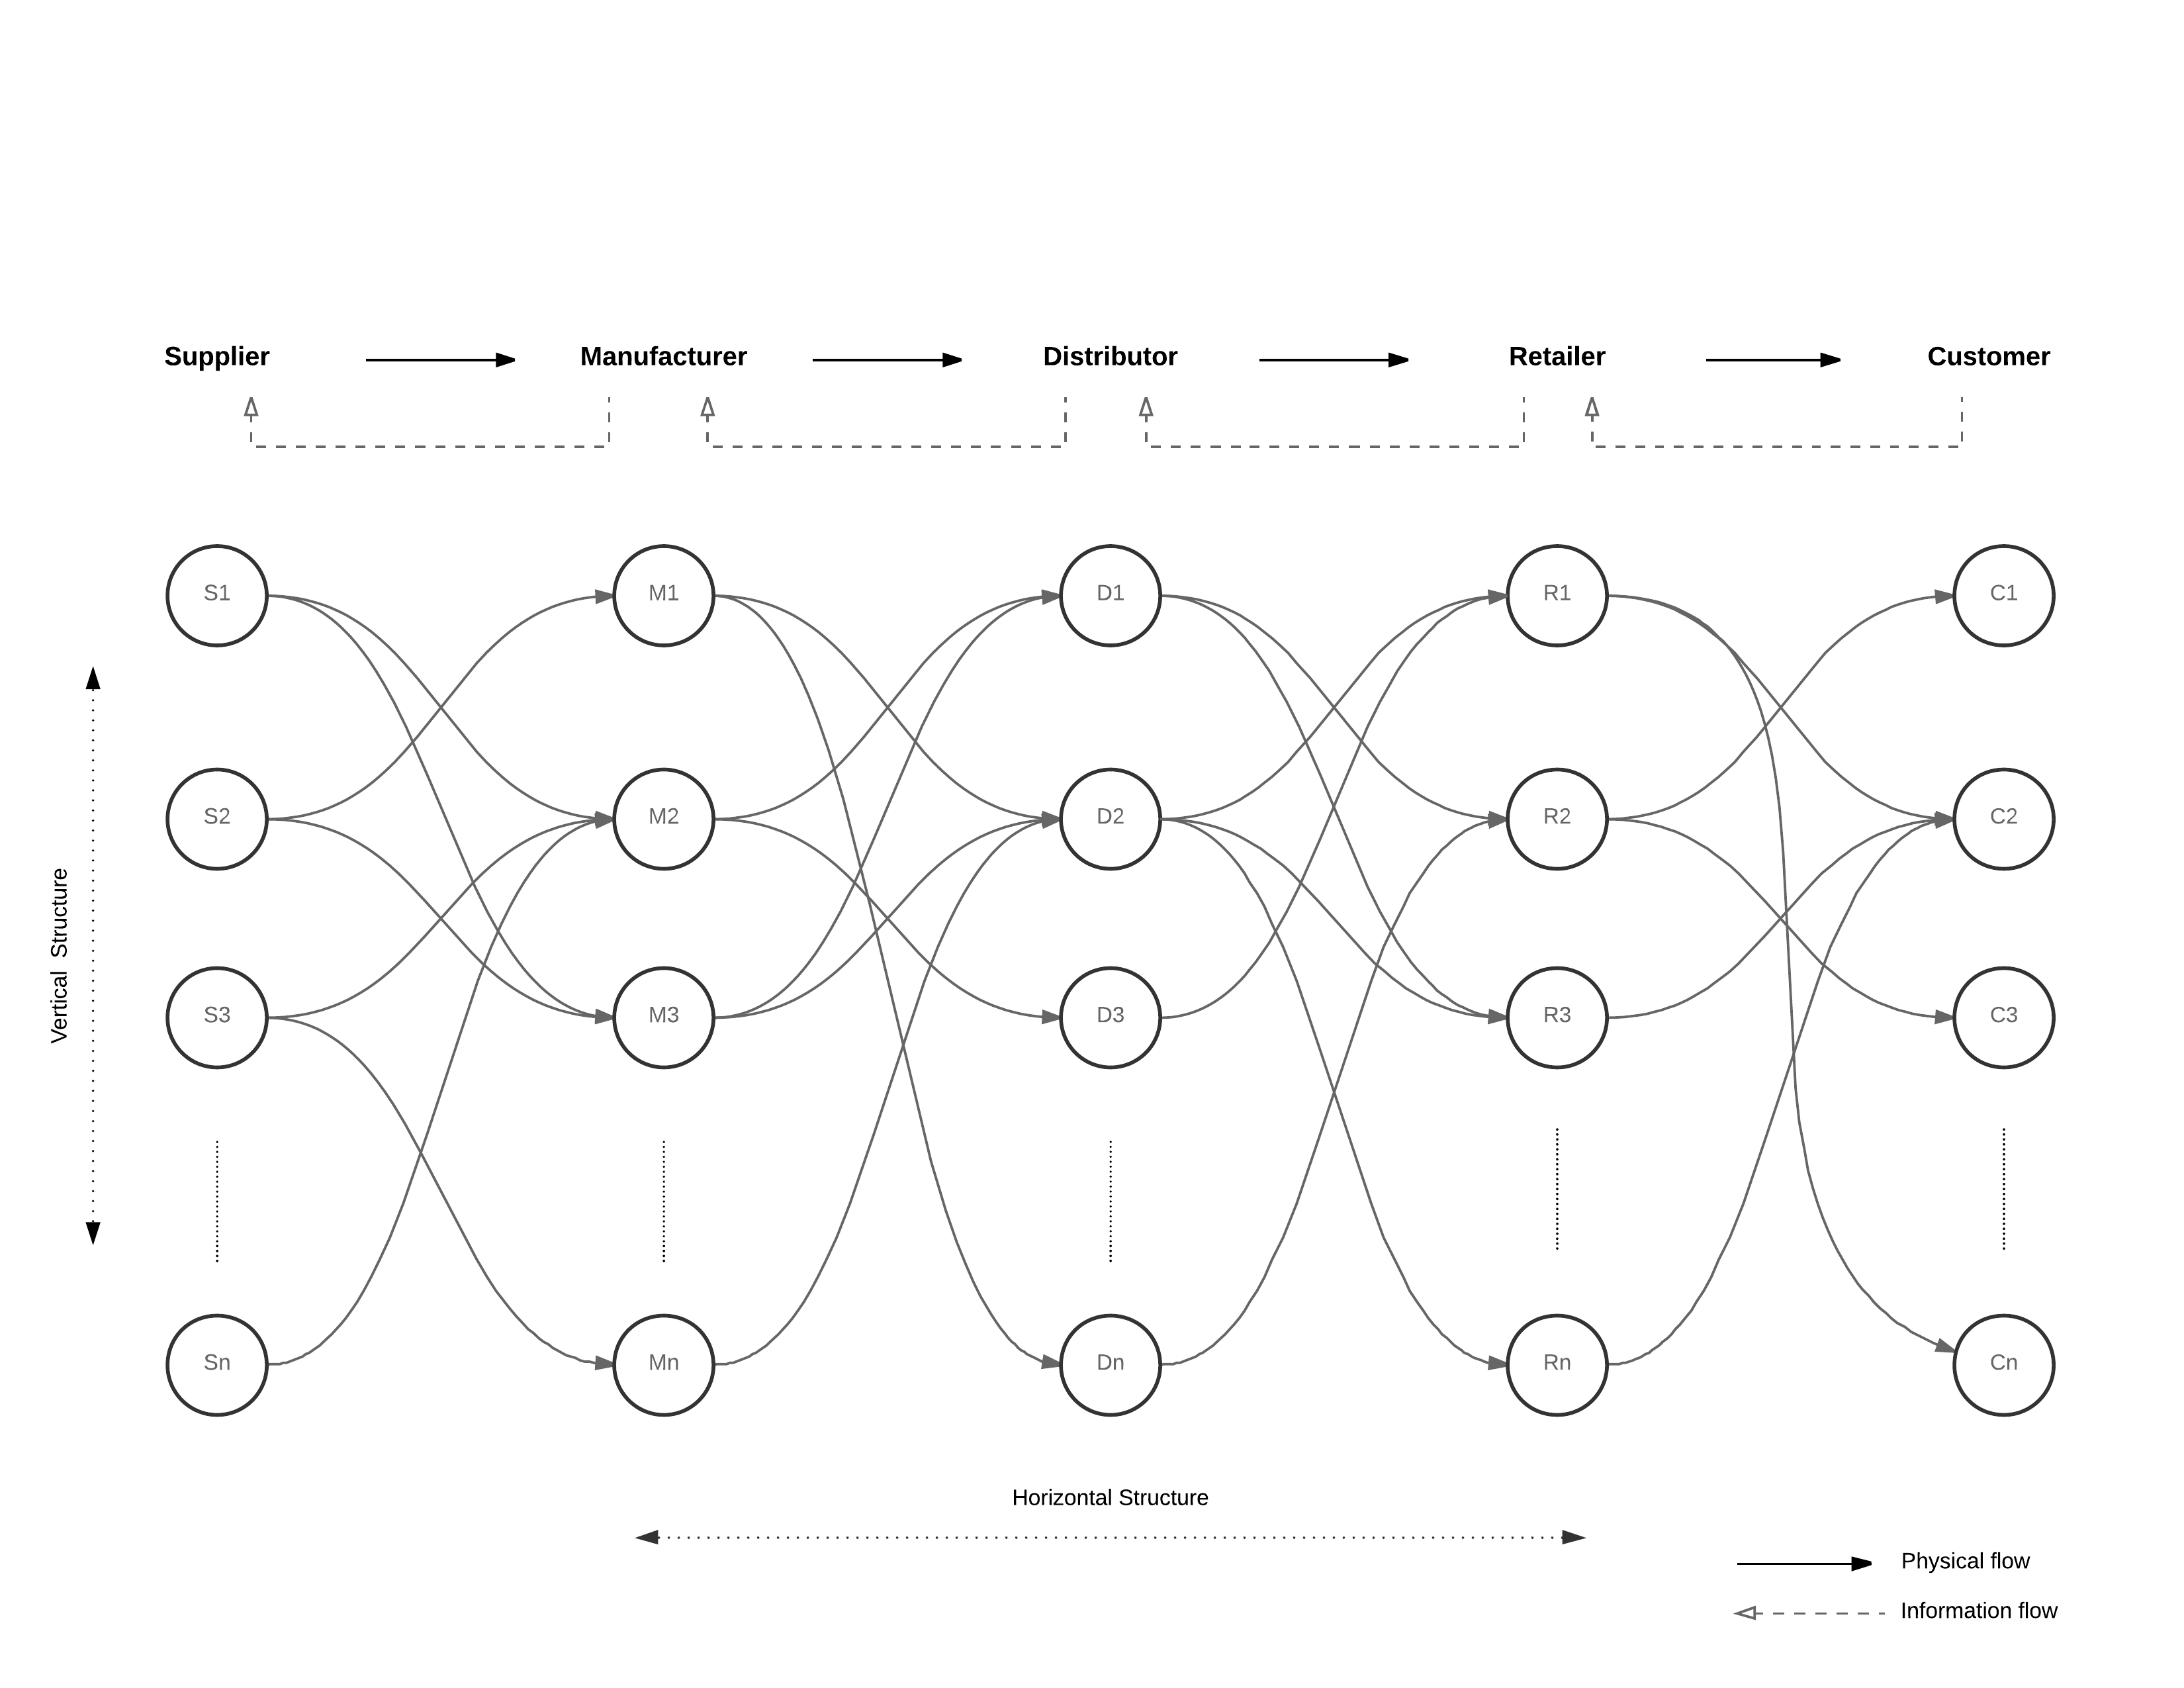 Supplier
Manufacturer
Distributor
Retailer
Customer
S1
M1
D1
R1
C1
S2
M2
D2
R2
C2
Vertical Structure
S3
M3
D3
R3
C3
Sn
Mn
Dn
Rn
Cn
Horizontal Structure
Physical flow
Information flow